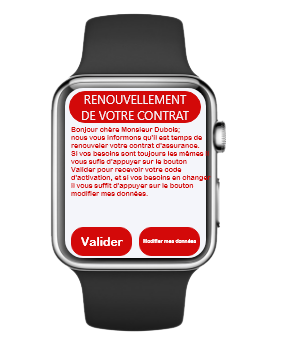 RENOUVELLEMENT
DE VOTRE CONTRAT
Bonjour chère Monsieur Dubois;
nous vous informons qu'il est temps de
renouveler votre contrat d'assurance.
Si vos besoins sont toujours les mêmes il
vous sufis d'appuyer sur le bouton
Valider pour recevoir votre code
d'activation, et si vos besoins en changer
il vous suffit d'appuyer sur le bouton
modifier mes données.
Valider
Modifier mes données